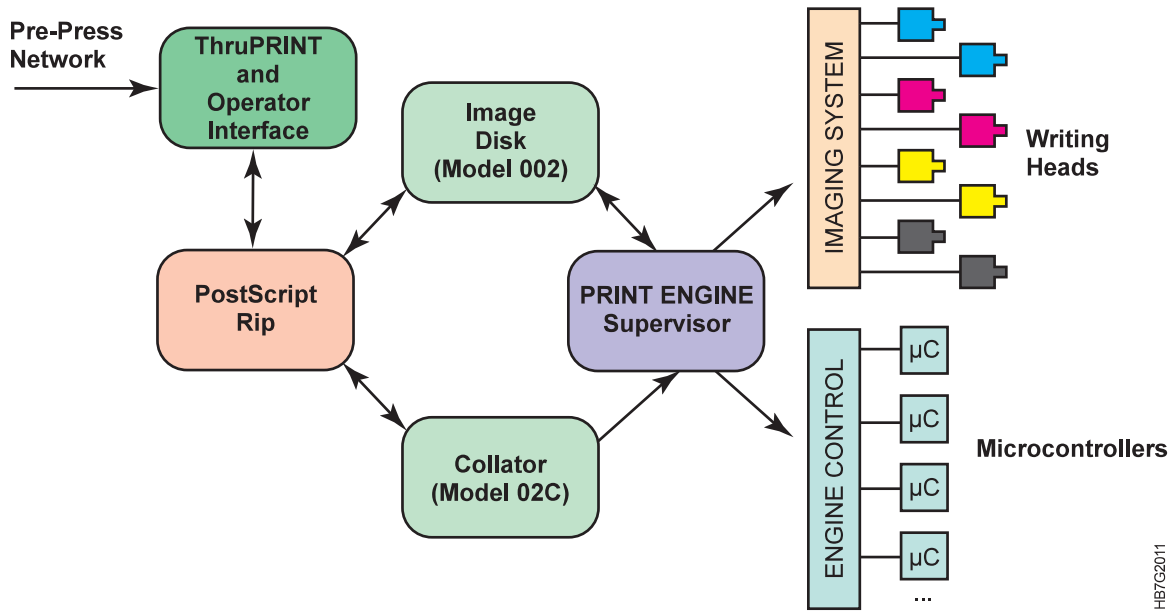 Pre-Press
Network
ThruPRINT
and
Operator
Interface
Image
Disk
(Model 002)
PostScript
Rip
PRINT ENGINE
Supervisor
Collator
(Model 02C)
IMAGING SYSTEM
Writing
Heads
ENGINE CONTROL
µC
µC
µC
µC
...
Microcontrollers
HB7G2011